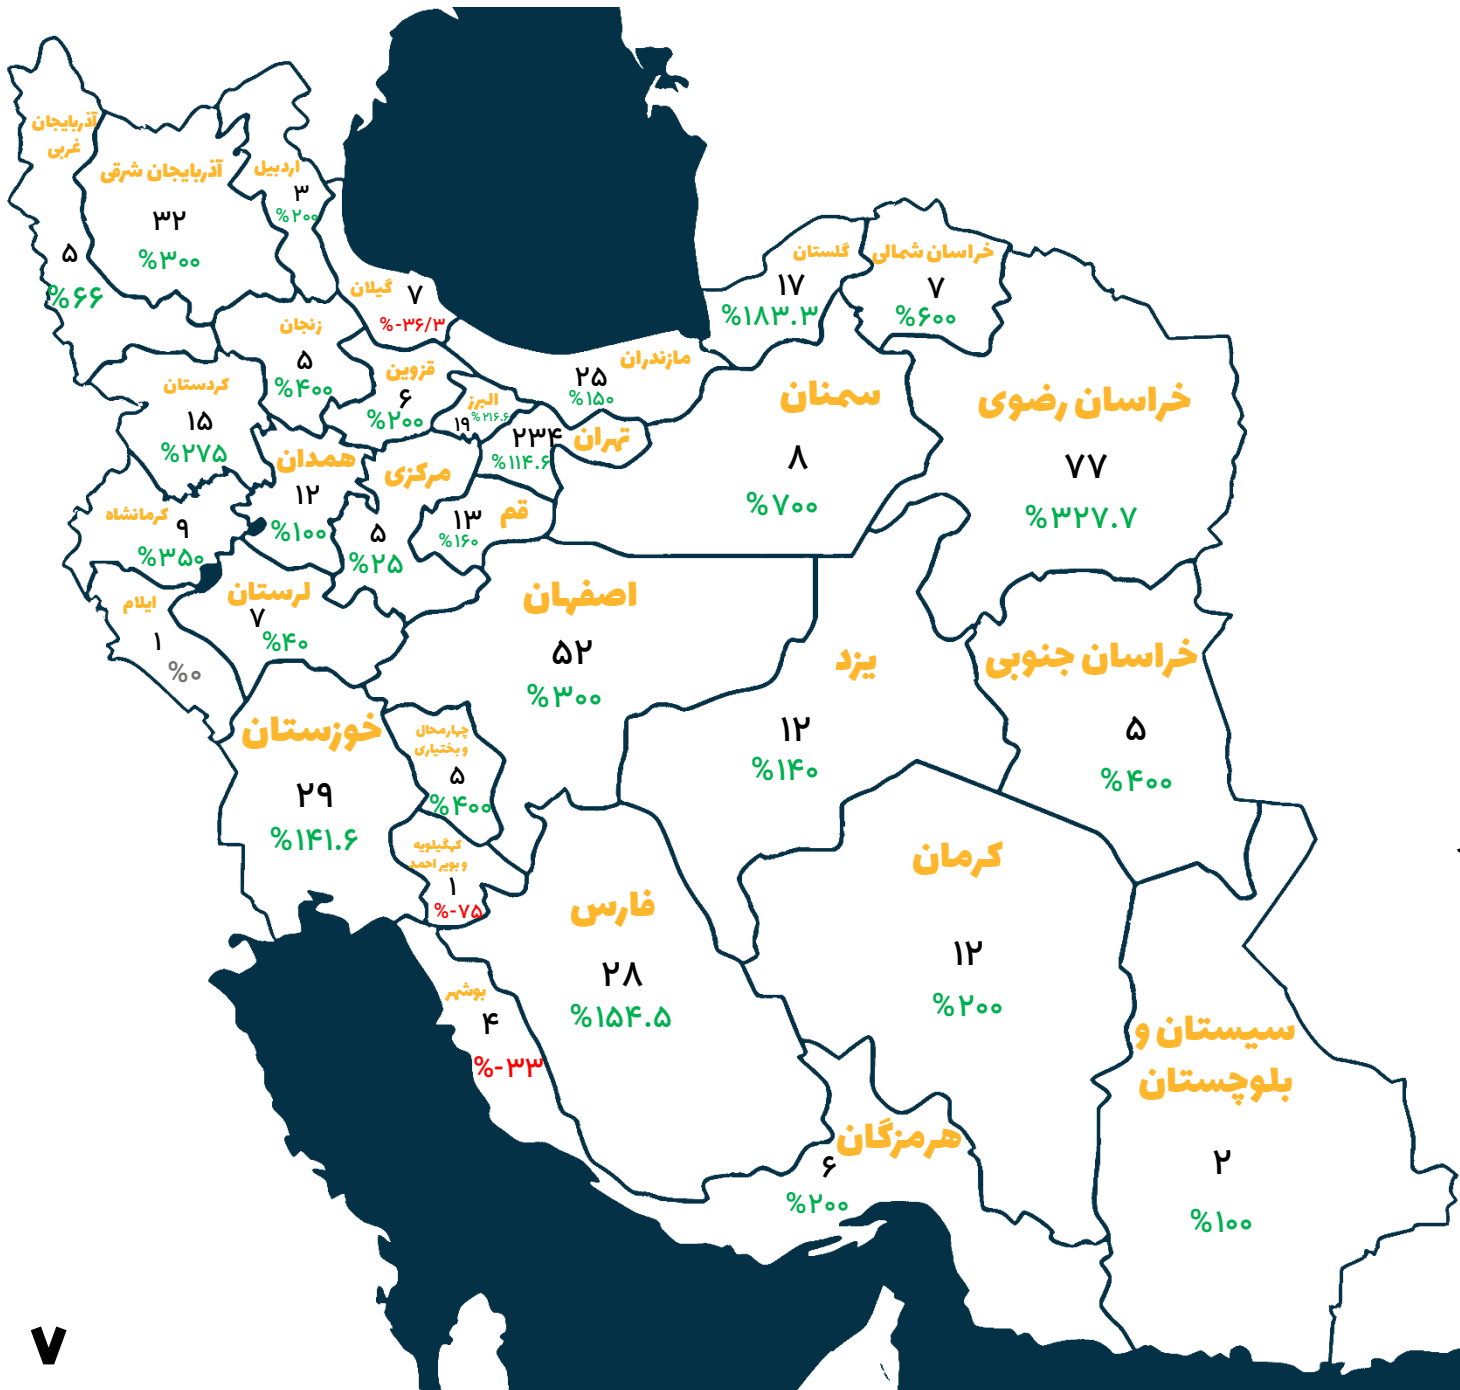 آذربایجان
غربی
۵
%۶۶
آذربایجان شرقی
۳۲
%۳۰۰
اردبیل
۳
%۲۰۰
گیلان
۷
%-۳۶/۳
زنجان
۵
%۴۰۰
قزوین
۶
%۲۰۰
البرز
۱۹
%۲۱۶.۶
مازندران
۲۵
%۱۵۰
گلستان
۱۷
%۱۸۳.۳
خراسان شمالی
۷
%۶۰۰
خراسان رضوی
۷۷
%۳۲۷.۷
سمنان
۸
%۷۰۰
تهران
۲۳۴
%۱۱۴.۶
کردستان
۱۵
%۲۷۵
همدان
۱۲
%۱۰۰
مرکزی
۵
%۲۵
قم
۱۳
%۱۶۰
کرمانشاه
۹
%۳۵۰
ایلام
۱
%۰
لرستان
۷
%۴۰
اصفهان
۵۲
%۳۰۰
یزد
۱۲
%۱۴۰
خراسان جنوبی
۵
%۴۰۰
خوزستان
۲۹
%۱۴۱.۶
چهارمحال
و بختیاری
۵
%۴۰۰
کهگیلویه
و بویر احمد
۱
%-۷۵
فارس
۲۸
%۱۵۴.۵
کرمان
۱۲
%۲۰۰
بوشهر
۴
%-۳۳
هرمزگان
۶
%۲۰۰
سیستان و
بلوچستان
۲
%۱۰۰
۷